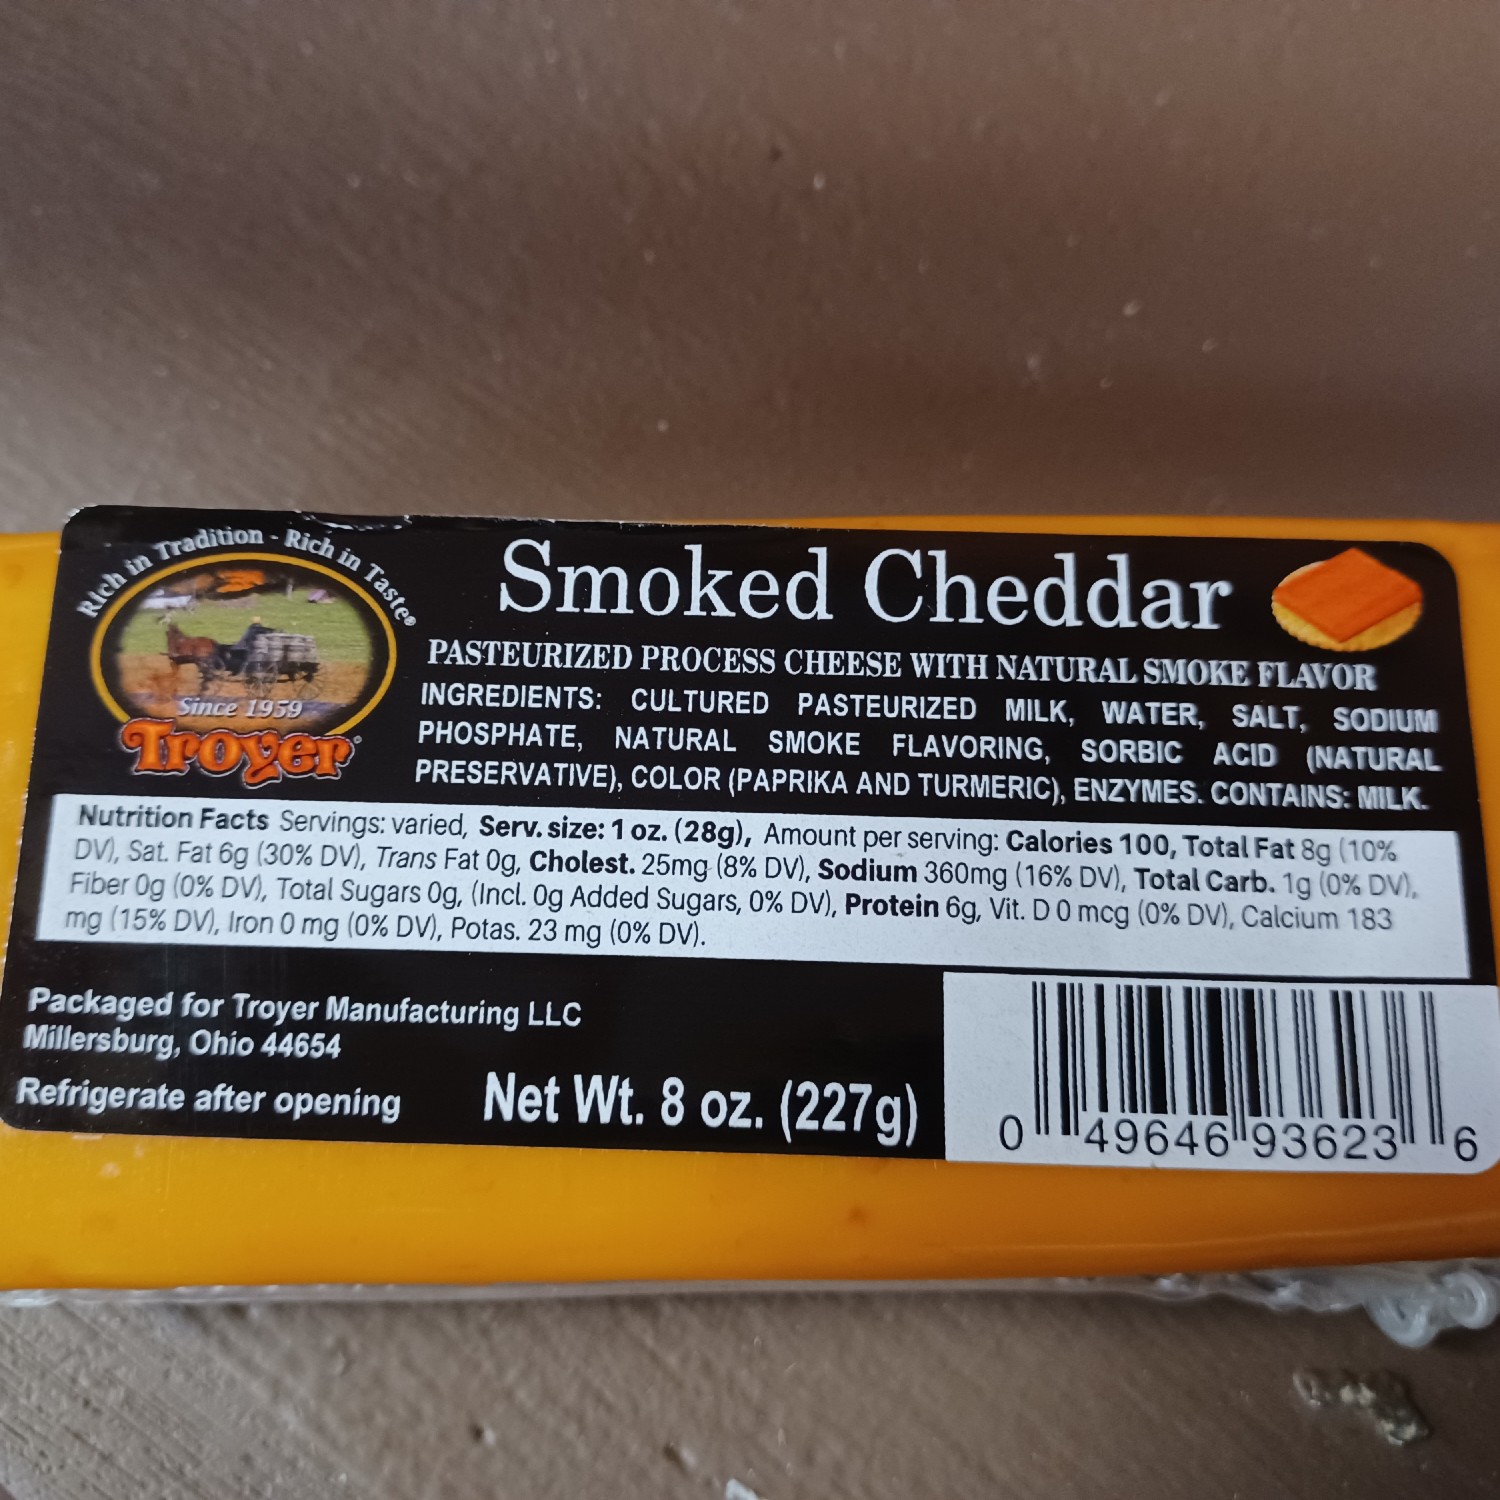 Rich in Tradition - Rich in Taste®
Since 1959
Troyer®
Smoked Cheddar
PASTEURIZED PROCESS CHEESE WITH NATURAL SMOKE FLAVOR
INGREDIENTS: CULTURED PASTEURIZED MILK, WATER, SALT, SODIUM
PHOSPHATE, NATURAL SMOKE FLAVORING, SORBIC ACID (NATURAL
PRESERVATIVE), COLOR (PAPRIKA AND TURMERIC), ENZYMES. CONTAINS: MILK.
Nutrition Facts Servings: varied, Serv. size: 1 oz. (28g), Amount per serving: Calories 100, Total Fat 8g (10%
DV), Sat. Fat 6g (30% DV), Trans Fat 0g, Cholest. 25mg (8% DV), Sodium 360mg (16% DV), Total Carb. 1g (0% DV),
Fiber 0g (0% DV), Total Sugars 0g, (Incl. 0g Added Sugars, 0% DV), Protein 6g, Vit. D 0 mcg (0% DV), Calcium 183
mg (15% DV), Iron 0 mg (0% DV), Potas. 23 mg (0% DV).
Packaged for Troyer Manufacturing LLC
Millersburg, Ohio 44654
Refrigerate after opening
Net Wt. 8 oz. (227g)
0 49646 93623 6